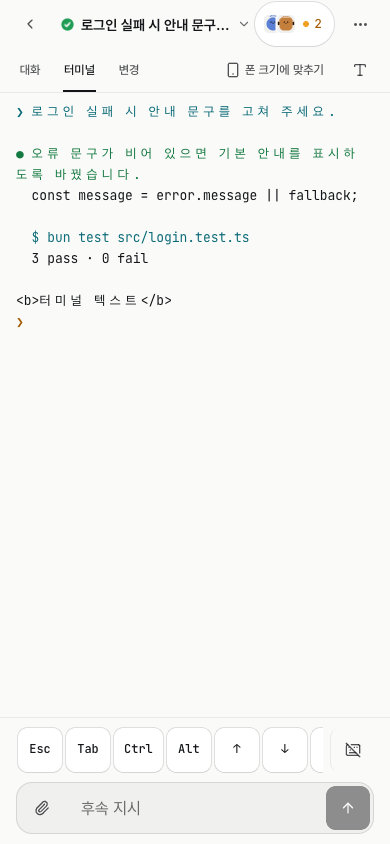 로그인 실패 시 안내 문구...
2
대화 터미널 변경 폰 크기에 맞추기
❯ 로그인 실패 시 안내 문구를 고쳐 주세요.
● 오류 문구가 비어 있으면 기본 안내를 표시하
도록 바꿨습니다.
const message = error.message || fallback;
$ bun test src/login.test.ts
3 pass · 0 fail
<b>터미널 텍스트</b>
❯
Esc Tab Ctrl Alt ↑ ↓
후속 지시